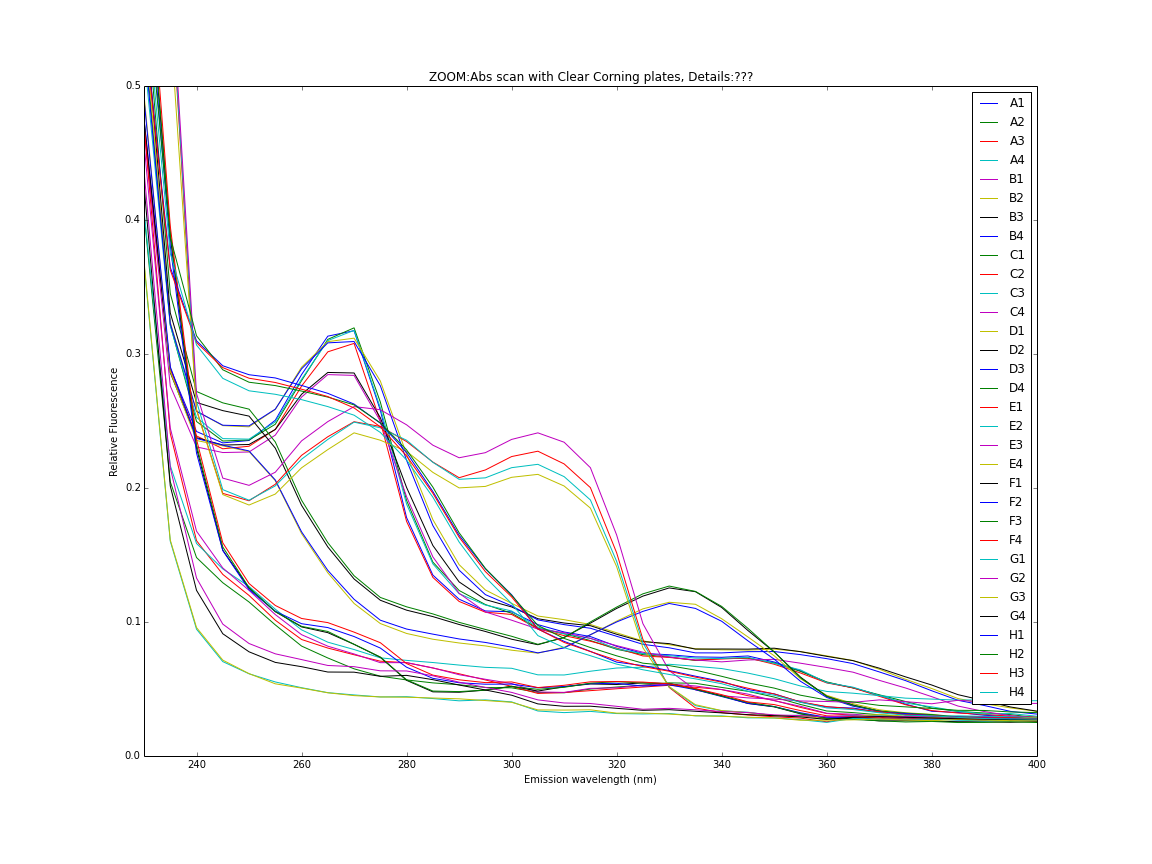 ZOOM:Abs scan with Clear Corning plates, Details:???
0.5
0.4
0.3
0.2
0.1
0.0
Relative Fluorescence
240
260
280
300
320
340
360
380
400
Emission wavelength (nm)
A1
A2
A3
A4
B1
B2
B3
B4
C1
C2
C3
C4
D1
D2
D3
D4
E1
E2
E3
E4
F1
F2
F3
F4
G1
G2
G3
G4
H1
H2
H3
H4